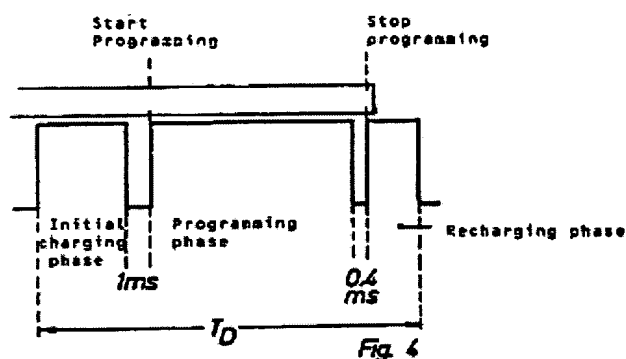 Start
Programming
Stop
programming
Initial
charging
phase
Programming
phase
Recharging phase
1ms
0.4
ms
T_D
Fig. 4